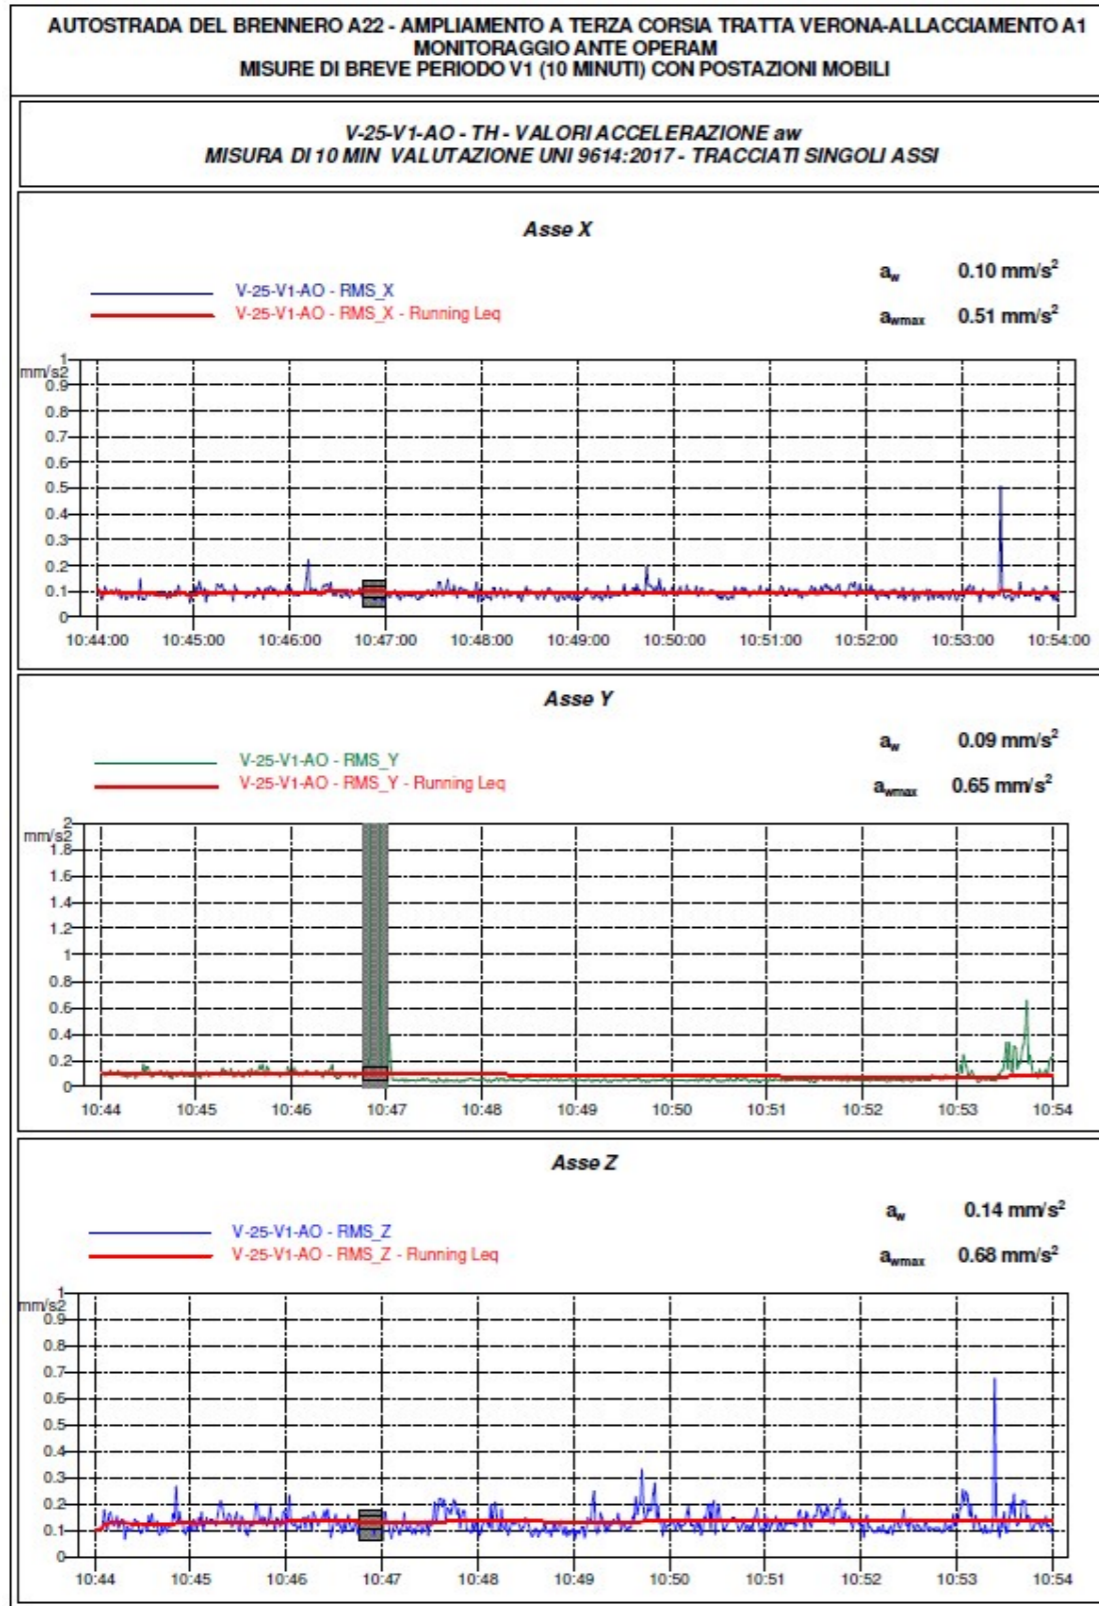 AUTOSTRADA DEL BRENNERO A22 - AMPLIAMENTO A TERZA CORSIA TRATTA VERONA-ALLACCIAMENTO A1
MONITORAGGIO ANTE OPERAM
MISURE DI BREVE PERIODO V1 (10 MINUTI) CON POSTAZIONI MOBILI
V-25-V1-AO - TH - VALORI ACCELERAZIONE aw
MISURA DI 10 MIN VALUTAZIONE UNI 9614:2017 - TRACCIATI SINGOLI ASSI
Asse X
V-25-V1-AO - RMS_X
V-25-V1-AO - RMS_X - Running Leq
aw 0.10 mm/s²
awmax 0.51 mm/s²
1
mm/s2
0.9
0.8
0.7
0.6
0.5
0.4
0.3
0.2
0.1
0
10:44:00 10:45:00 10:46:00 10:47:00 10:48:00 10:49:00 10:50:00 10:51:00 10:52:00 10:53:00 10:54:00
Asse Y
V-25-V1-AO - RMS_Y
V-25-V1-AO - RMS_Y - Running Leq
aw 0.09 mm/s²
awmax 0.65 mm/s²
2
mm/s2
1.8
1.6
1.4
1.2
1
0.8
0.6
0.4
0.2
0
10:44 10:45 10:46 10:47 10:48 10:49 10:50 10:51 10:52 10:53 10:54
Asse Z
V-25-V1-AO - RMS_Z
V-25-V1-AO - RMS_Z - Running Leq
aw 0.14 mm/s²
awmax 0.68 mm/s²
1
mm/s2
0.9
0.8
0.7
0.6
0.5
0.4
0.3
0.2
0.1
0
10:44 10:45 10:46 10:47 10:48 10:49 10:50 10:51 10:52 10:53 10:54